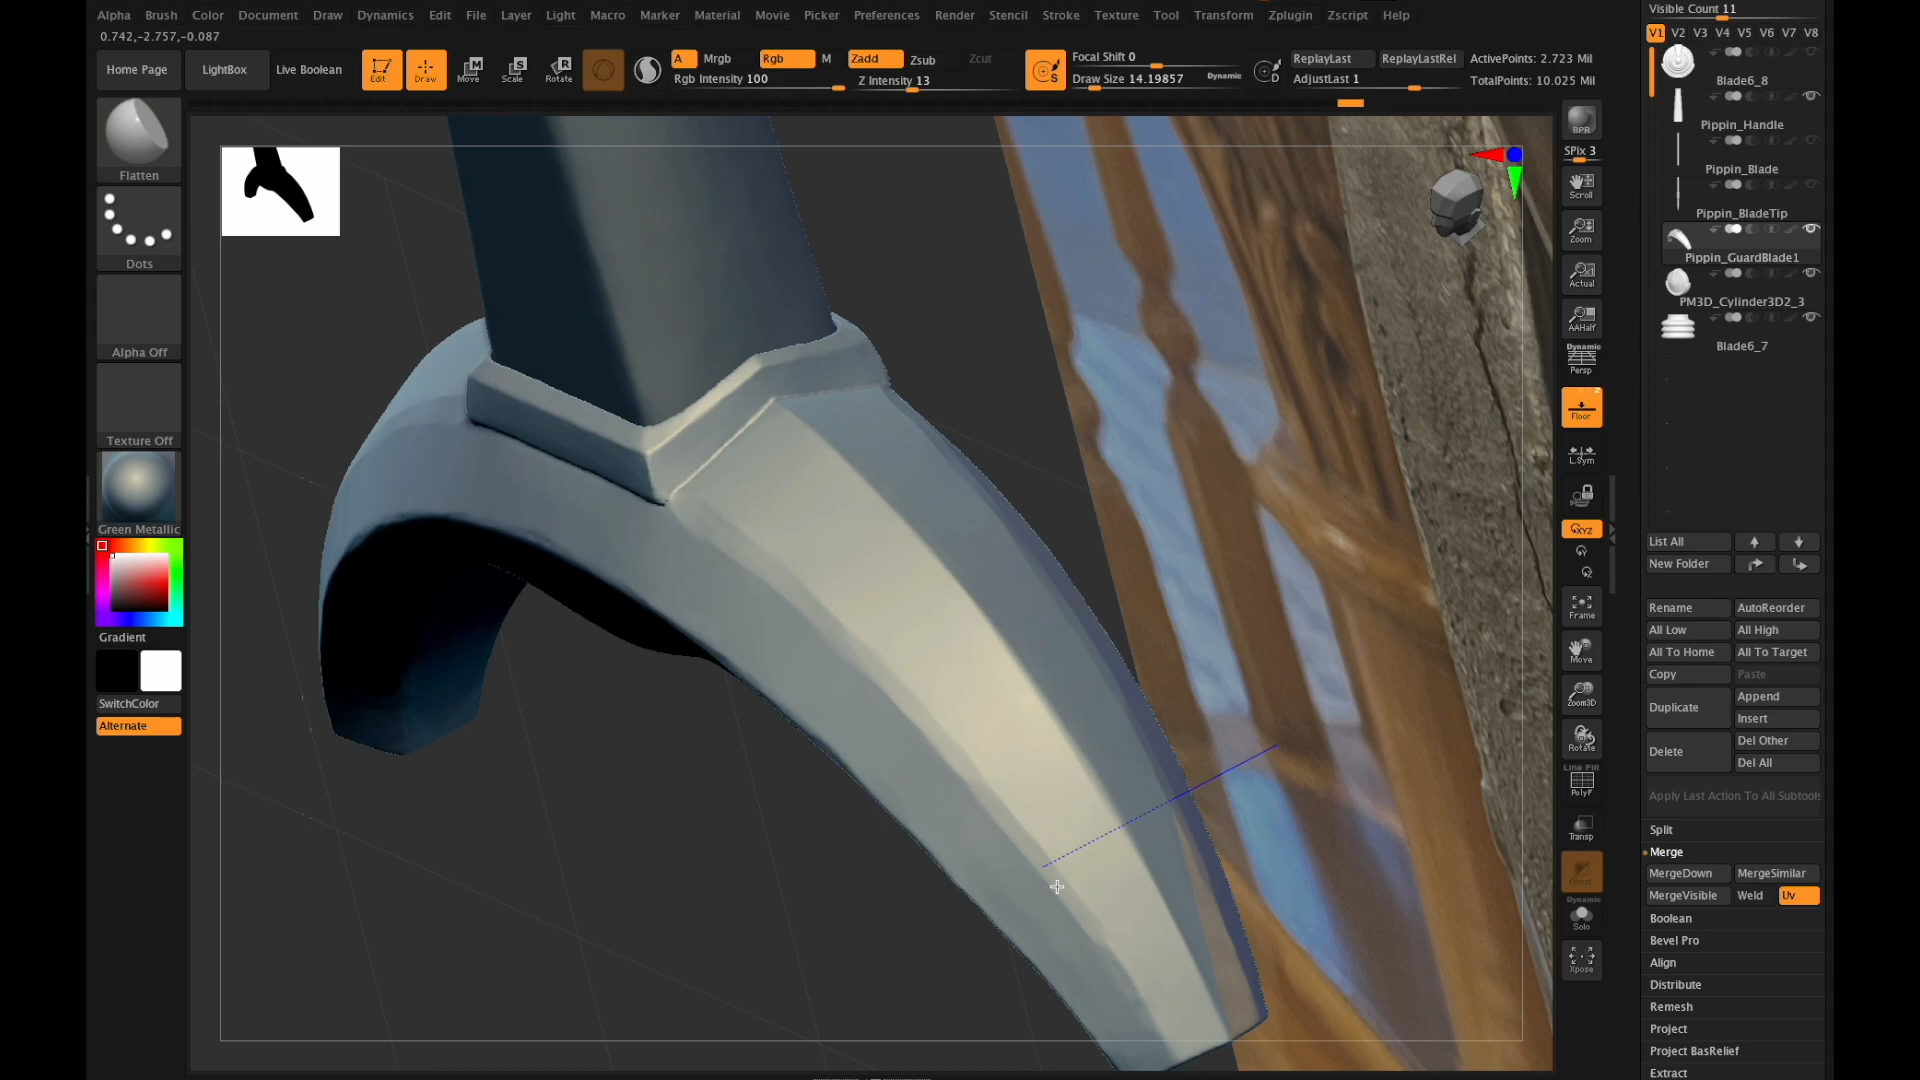 Alpha Brush Color Document Draw Dynamics Edit File Layer Light Macro Marker Material Movie Picker Preferences Render Stencil Stroke Texture Tool Transform Zplugin Zscript Help
0.742,-2.757,-0.087
Home Page LightBox Live Boolean Edit Draw Move Scale Rotate A Mrgb Rgb M Zadd Zsub Zcut Focal Shift 0 ReplayLast ReplayLastRel ActivePoints: 2.723 Mil
Rgb Intensity 100 Z Intensity 13 Draw Size 14.19857 Dynamic AdjustLast 1 TotalPoints: 10.025 Mil
Flatten
Dots
Alpha Off
Texture Off
Green Metallic
Gradient
SwitchColor
Alternate
BPR
SPix 3
Scroll
Zoom
Actual
AAHalf
Dynamic
Persp
Floor
L.Sym
XYZ
Y
Z
Frame
Move
Zoom3D
Rotate
Line Fill
PolyF
Transp
Ghost
Dynamic
Solo
Xpose
Visible Count 11
V1 V2 V3 V4 V5 V6 V7 V8
Blade6_8
Pippin_Handle
Pippin_Blade
Pippin_BladeTip
Pippin_GuardBlade1
PM3D_Cylinder3D2_3
Blade6_7
List All
New Folder
Rename AutoReorder
All Low All High
All To Home All To Target
Copy Paste
Duplicate Append
Insert
Delete Del Other
Del All
Apply Last Action To All Subtools
Split
Merge
MergeDown MergeSimilar
MergeVisible Weld Uv
Boolean
Bevel Pro
Align
Distribute
Remesh
Project
Project BasRelief
Extract